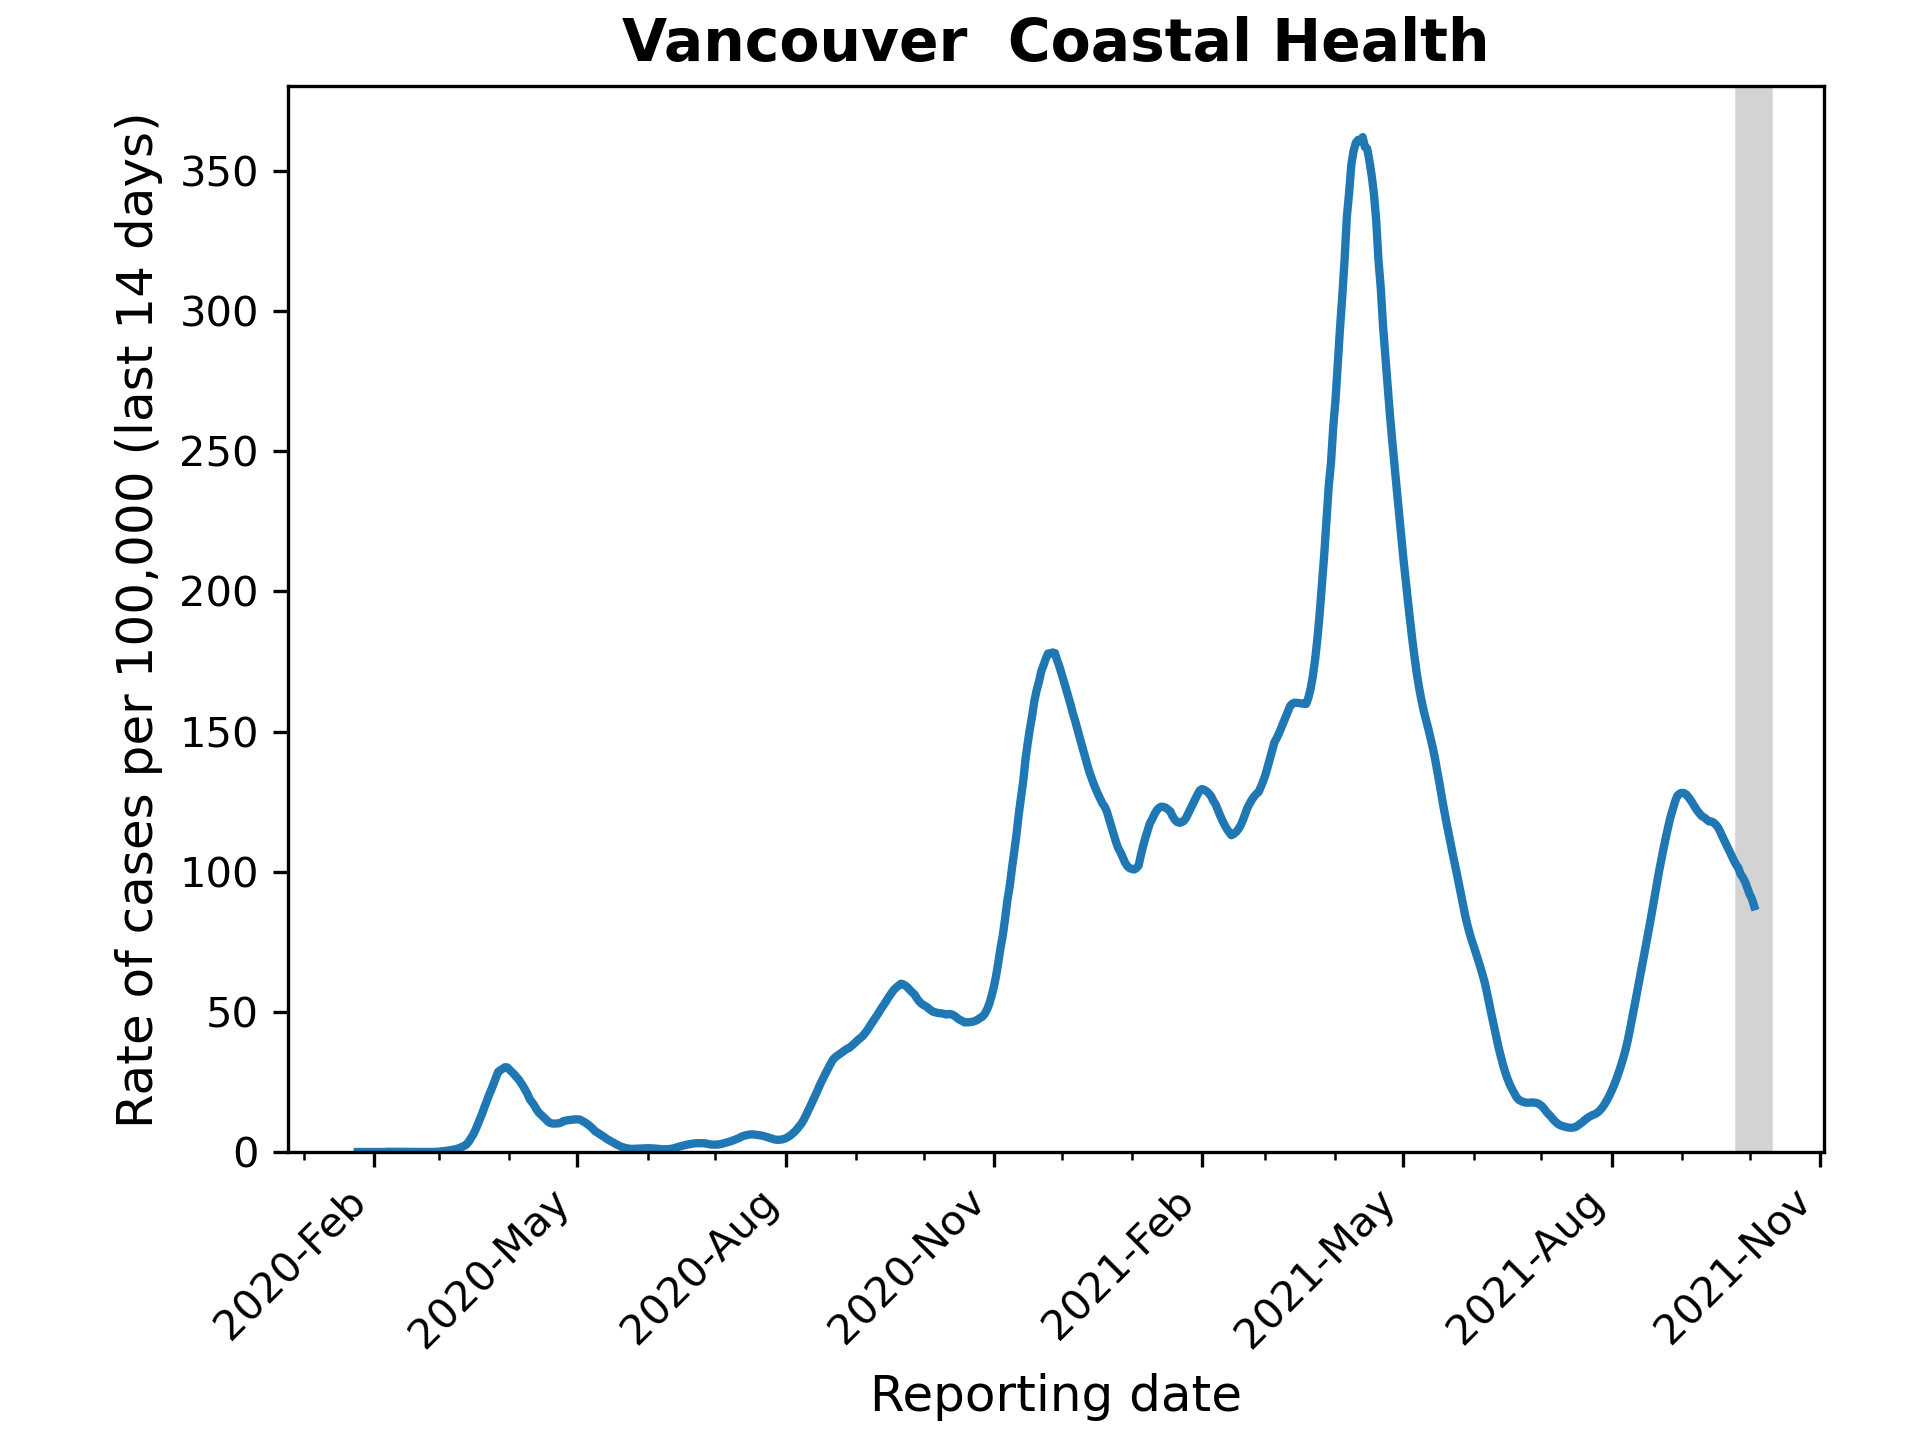 Vancouver  Coastal Health
Rate of cases per 100,000 (last 14 days)
350
300
250
200
150
100
50
0
2020-Feb
2020-May
2020-Aug
2020-Nov
2021-Feb
2021-May
2021-Aug
2021-Nov
Reporting date